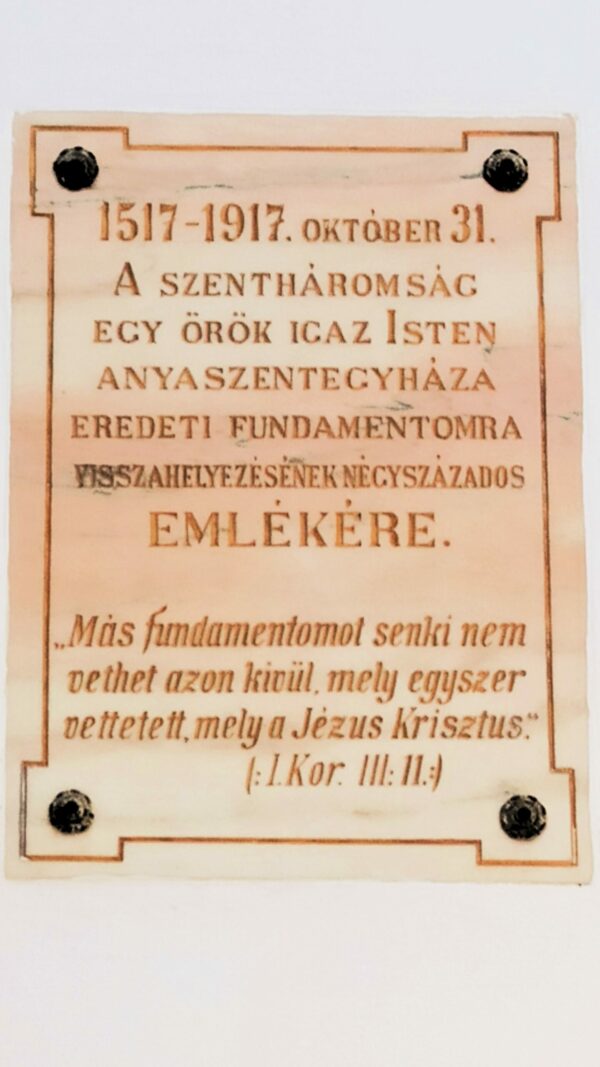 1517-1917. OKTÓBER 31.
A SZENTHÁROMSÁG
EGY ÖRÖK IGAZ ISTEN
ANYASZENTEGYHÁZA
EREDETI FUNDAMENTOMRA
VISSZAHELYEZÉSÉNEK NÉGYSZÁZADOS
EMLÉKÉRE.
„Más fundamentomot senki nem
vethet azon kivül, mely egyszer
vettetett, mely a Jézus Krisztus."
(: I. Kor. III: 11.:)